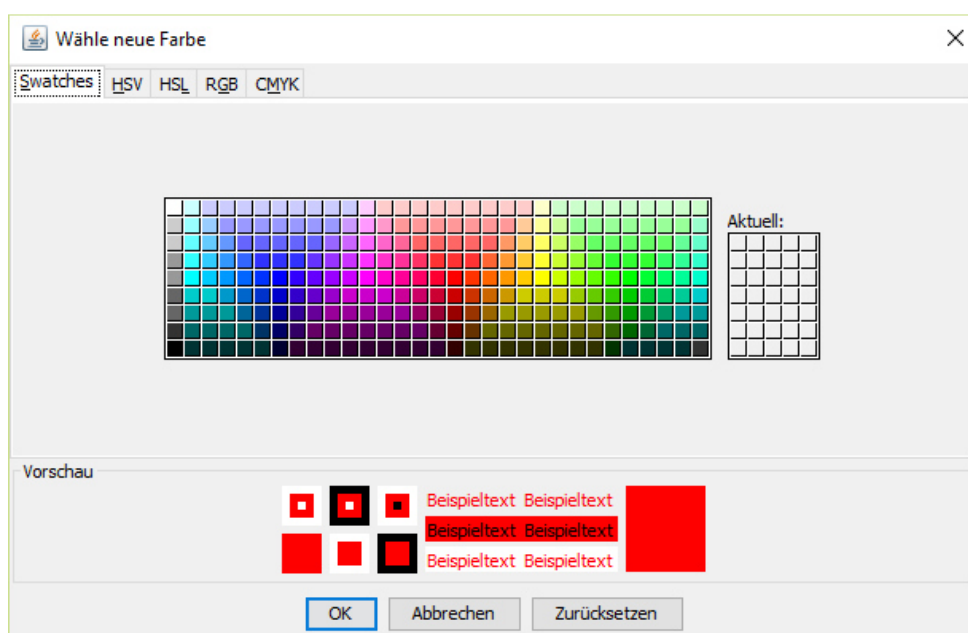 Wähle neue Farbe
Swatches HSV HSL RGB CMYK
Aktuell:
Vorschau
Beispieltext Beispieltext
Beispieltext Beispieltext
Beispieltext Beispieltext
OK Abbrechen Zurücksetzen